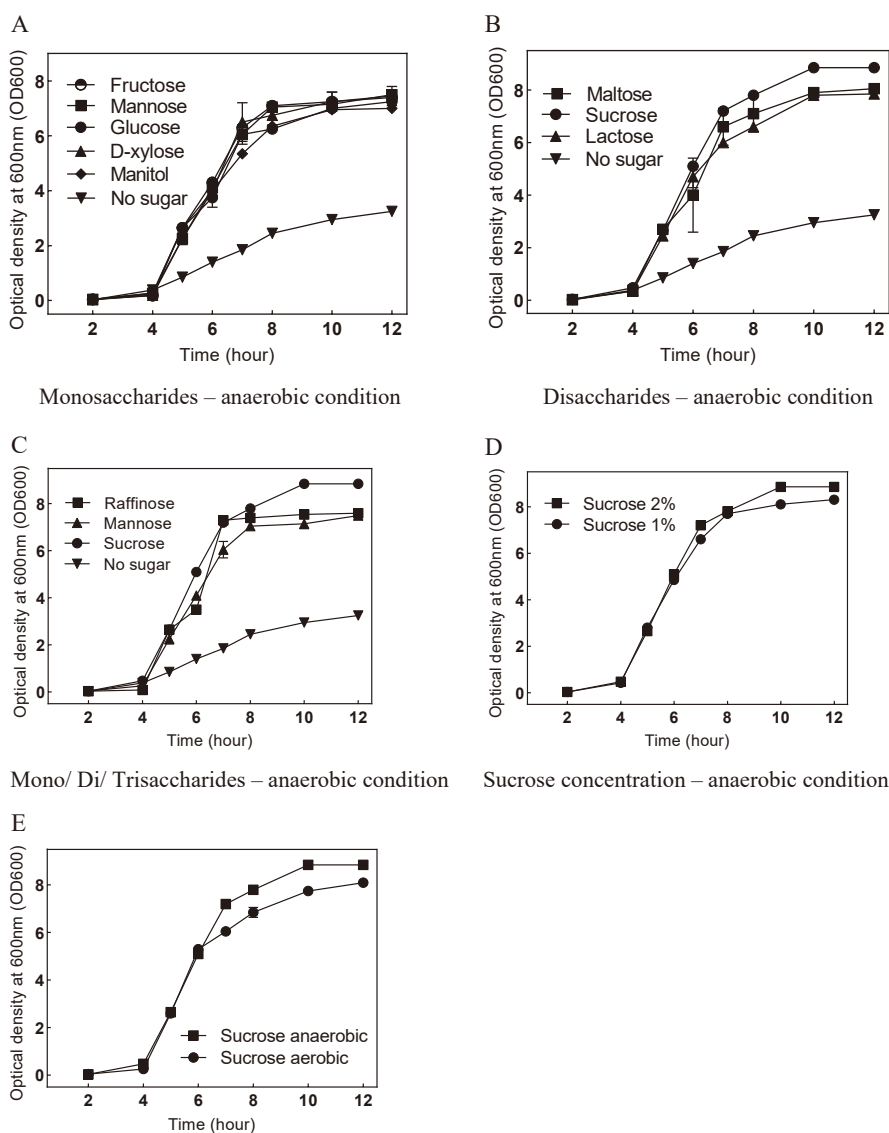 A
Optical density at 600nm (OD600)
8
6
4
2
0
Fructose
Mannose
Glucose
D-xylose
Manitol
No sugar
2 4 6 8 10 12
Time (hour)
Monosaccharides – anaerobic condition
B
Optical density at 600nm (OD600)
8
6
4
2
0
Maltose
Sucrose
Lactose
No sugar
2 4 6 8 10 12
Time (hour)
Disaccharides – anaerobic condition
C
Optical density at 600nm (OD600)
8
6
4
2
0
Raffinose
Mannose
Sucrose
No sugar
2 4 6 8 10 12
Time (hour)
Mono/ Di/ Trisaccharides – anaerobic condition
D
Optical density at 600nm (OD600)
8
6
4
2
0
Sucrose 2%
Sucrose 1%
2 4 6 8 10 12
Time (hour)
Sucrose concentration – anaerobic condition
E
Optical density at 600nm (OD600)
8
6
4
2
0
Sucrose anaerobic
Sucrose aerobic
2 4 6 8 10 12
Time (hour)